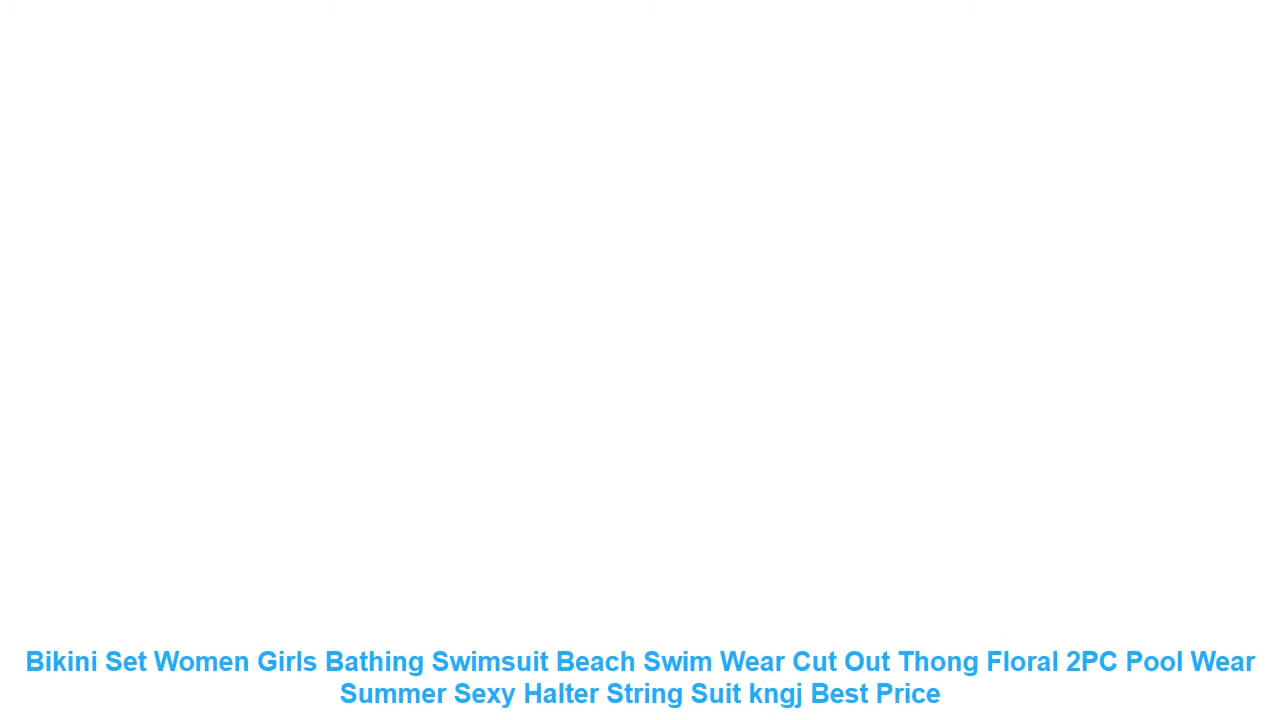 Bikini Set Women Girls Bathing Swimsuit Beach Swim Wear Cut Out Thong Floral 2PC Pool Wear
Summer Sexy Halter String Suit kngj Best Price